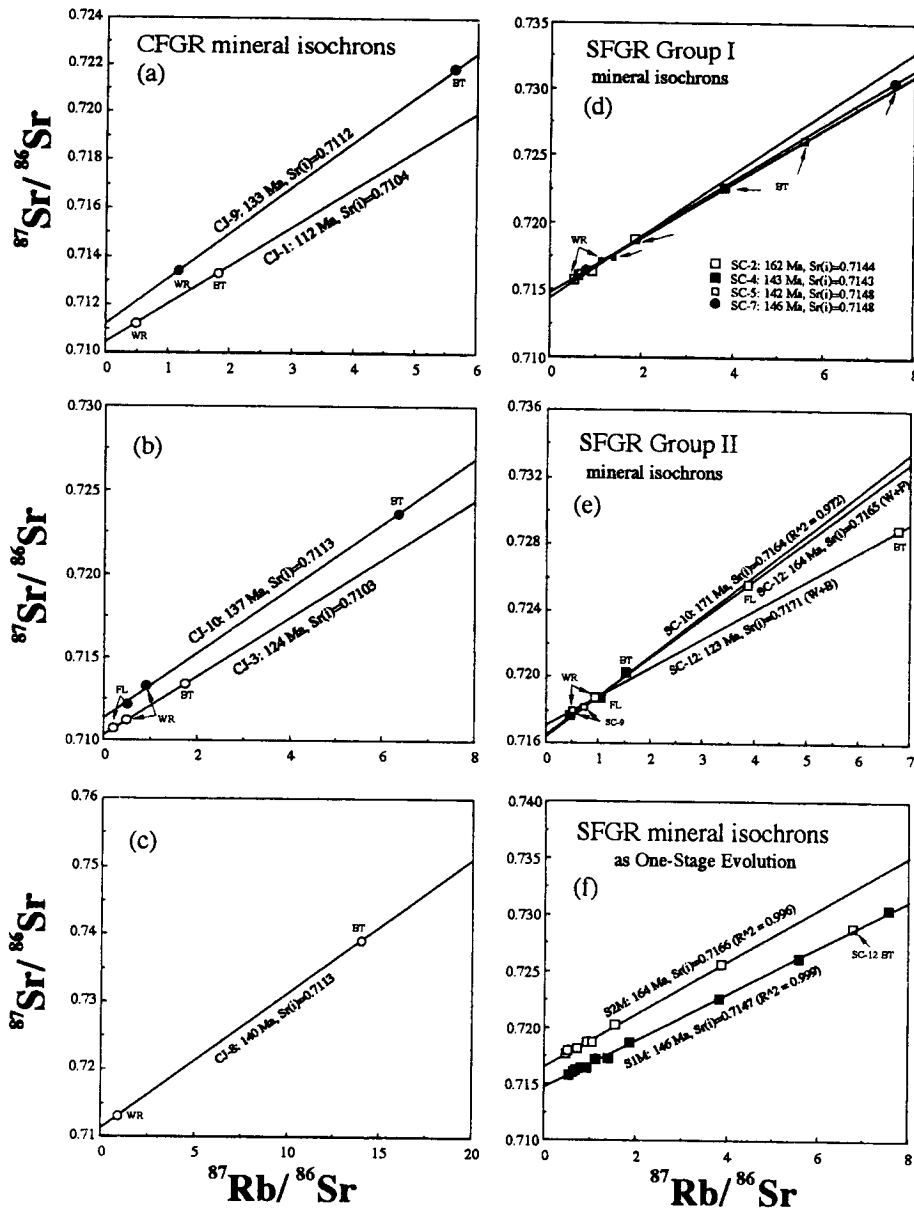 CFGR mineral isochrons
(a)
0.724
0.722
0.720
0.718
0.716
0.714
0.712
0.710
87Sr/ 86Sr
CJ-9: 133 Ma, Sr(i)=0.7112
CJ-1: 112 Ma, Sr(i)=0.7104
BT
WR
BT
WR
0 1 2 3 4 5 6
SFGR Group I
mineral isochrons
(d)
0.735
0.730
0.725
0.720
0.715
0.710
WR
BT
SC-2: 162 Ma, Sr(i)=0.7144
SC-4: 143 Ma, Sr(i)=0.7143
SC-5: 142 Ma, Sr(i)=0.7148
SC-7: 146 Ma, Sr(i)=0.7148
0 2 4 6 8
(b)
0.730
0.725
0.720
0.715
0.710
87Sr/ 86Sr
CJ-10: 137 Ma, Sr(i)=0.7113
CJ-3: 124 Ma, Sr(i)=0.7103
BT
FL
WR
BT
0 2 4 6 8
SFGR Group II
mineral isochrons
(e)
0.736
0.732
0.728
0.724
0.720
0.716
SC-10: 171 Ma, Sr(i)=0.7164 (R^2 = 0.972)
SC-12: 164 Ma, Sr(i)=0.7165 (W+F)
SC-12: 123 Ma, Sr(i)=0.7171 (W+B)
BT
FL
BT
WR
FL
SC-9
0 1 2 3 4 5 6 7
(c)
0.76
0.75
0.74
0.73
0.72
0.71
87Sr/ 86Sr
BT
CJ-8: 140 Ma, Sr(i)=0.7113
WR
0 5 10 15 20
87Rb/ 86Sr
SFGR mineral isochrons
as One-Stage Evolution
(f)
0.740
0.735
0.730
0.725
0.720
0.715
0.710
S2M: 164 Ma, Sr(i)=0.7166 (R^2 = 0.996)
S1M: 146 Ma, Sr(i)=0.7147 (R^2 = 0.999)
SC-12 BT
0 2 4 6 8
87Rb/ 86Sr